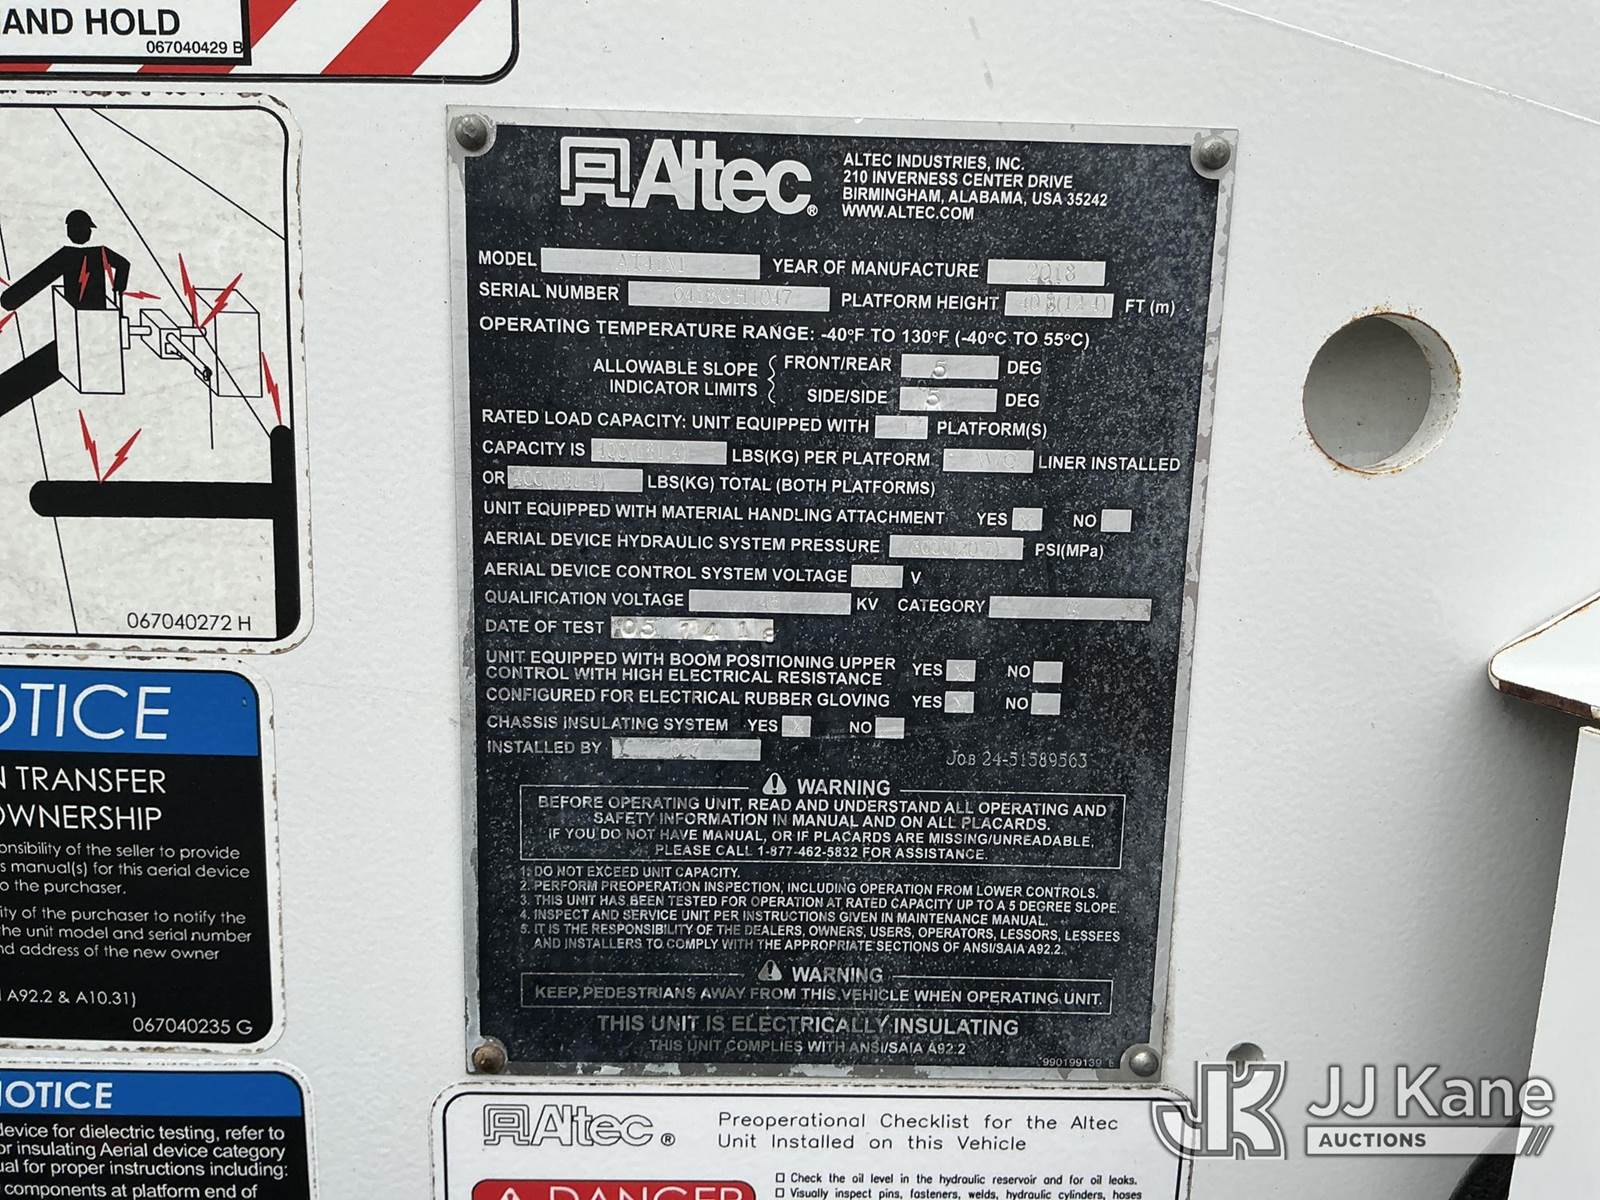 AND HOLD
067040429 B
Altec®
ALTEC INDUSTRIES, INC.
210 INVERNESS CENTER DRIVE
BIRMINGHAM, ALABAMA, USA 35242
WWW.ALTEC.COM
MODEL AT41M YEAR OF MANUFACTURE 2018
SERIAL NUMBER 0418GH1047 PLATFORM HEIGHT FT (m)
OPERATING TEMPERATURE RANGE: -40°F TO 130°F (-40°C TO 55°C)
ALLOWABLE SLOPE INDICATOR LIMITS
FRONT/REAR 5 DEG
SIDE/SIDE 5 DEG
RATED LOAD CAPACITY: UNIT EQUIPPED WITH 1 PLATFORM(S)
CAPACITY IS 400(181.4) LBS(KG) PER PLATFORM LINER INSTALLED
OR 400(181.4) LBS(KG) TOTAL (BOTH PLATFORMS)
UNIT EQUIPPED WITH MATERIAL HANDLING ATTACHMENT YES X NO
AERIAL DEVICE HYDRAULIC SYSTEM PRESSURE PSI(MPa)
AERIAL DEVICE CONTROL SYSTEM VOLTAGE V
QUALIFICATION VOLTAGE 46 KV CATEGORY
DATE OF TEST
UNIT EQUIPPED WITH BOOM POSITIONING UPPER
CONTROL WITH HIGH ELECTRICAL RESISTANCE YES X NO
CONFIGURED FOR ELECTRICAL RUBBER GLOVING YES X NO
CHASSIS INSULATING SYSTEM YES X NO
INSTALLED BY
JOB 24-51589563
WARNING
BEFORE OPERATING UNIT, READ AND UNDERSTAND ALL OPERATING AND
SAFETY INFORMATION IN MANUAL AND ON ALL PLACARDS.
IF YOU DO NOT HAVE MANUAL, OR IF PLACARDS ARE MISSING/UNREADABLE,
PLEASE CALL 1-877-462-5832 FOR ASSISTANCE.
1. DO NOT EXCEED UNIT CAPACITY.
2. PERFORM PREOPERATION INSPECTION, INCLUDING OPERATION FROM LOWER CONTROLS.
3. THIS UNIT HAS BEEN TESTED FOR OPERATION AT RATED CAPACITY UP TO A 5 DEGREE SLOPE.
4. INSPECT AND SERVICE UNIT PER INSTRUCTIONS GIVEN IN MAINTENANCE MANUAL.
5. IT IS THE RESPONSIBILITY OF THE DEALERS, OWNERS, USERS, OPERATORS, LESSORS, LESSEES
AND INSTALLERS TO COMPLY WITH THE APPROPRIATE SECTIONS OF ANSI/SAIA A92.2.
WARNING
KEEP PEDESTRIANS AWAY FROM THIS VEHICLE WHEN OPERATING UNIT.
THIS UNIT IS ELECTRICALLY INSULATING
THIS UNIT COMPLIES WITH ANSI/SAIA A92.2
990199139
067040272 H
OTICE
N TRANSFER
OWNERSHIP
onsibility of the seller to provide
s manual(s) for this aerial device
o the purchaser.
ity of the purchaser to notify the
he unit model and serial number
nd address of the new owner
A92.2 & A10.31)
067040235 G
IOTICE
evice for dielectric testing, refer to
or insulating Aerial device category
ual for proper instructions including:
components at platform end of
Altec®
Preoperational Checklist for the Altec
Unit Installed on this Vehicle
DANGER
Check the oil level in the hydraulic reservoir and for oil leaks.
Visually inspect pins, fasteners, welds, hydraulic cylinders, hoses
JJ Kane
AUCTIONS